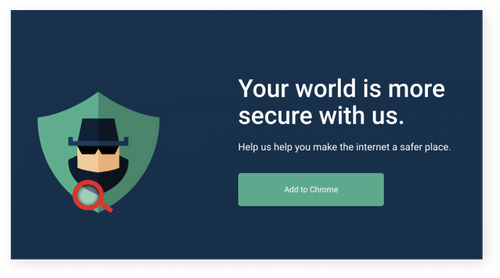 Your world is more
secure with us.
Help us help you make the internet a safer place.
Add to Chrome